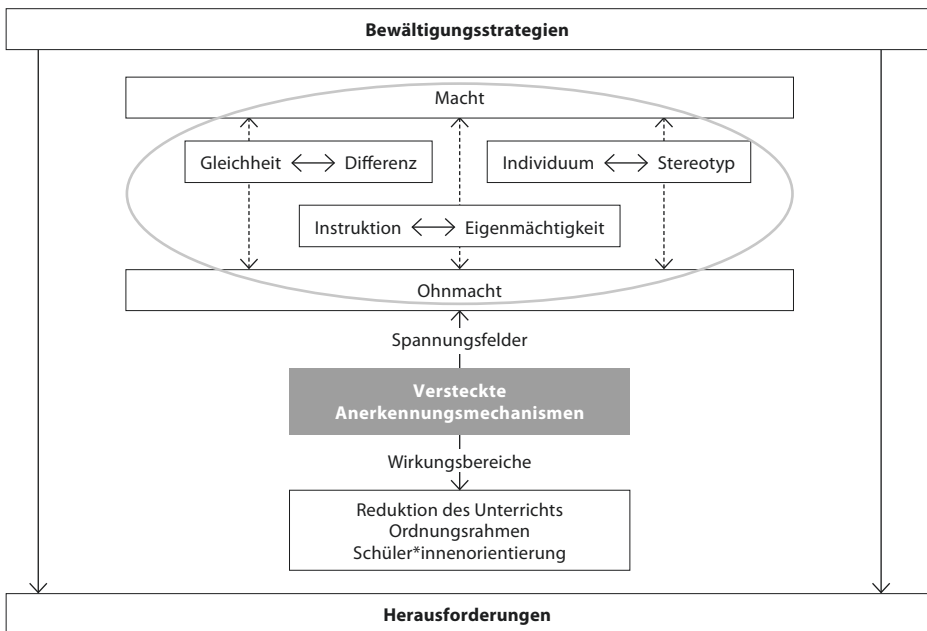 Bewältigungsstrategien
Macht
Gleichheit Differenz
Individuum Stereotyp
Instruktion Eigenmächtigkeit
Ohnmacht
Spannungsfelder
Versteckte
Anerkennungsmechanismen
Wirkungsbereiche
Reduktion des Unterrichts
Ordnungsrahmen
Schüler*innenorientierung
Herausforderungen